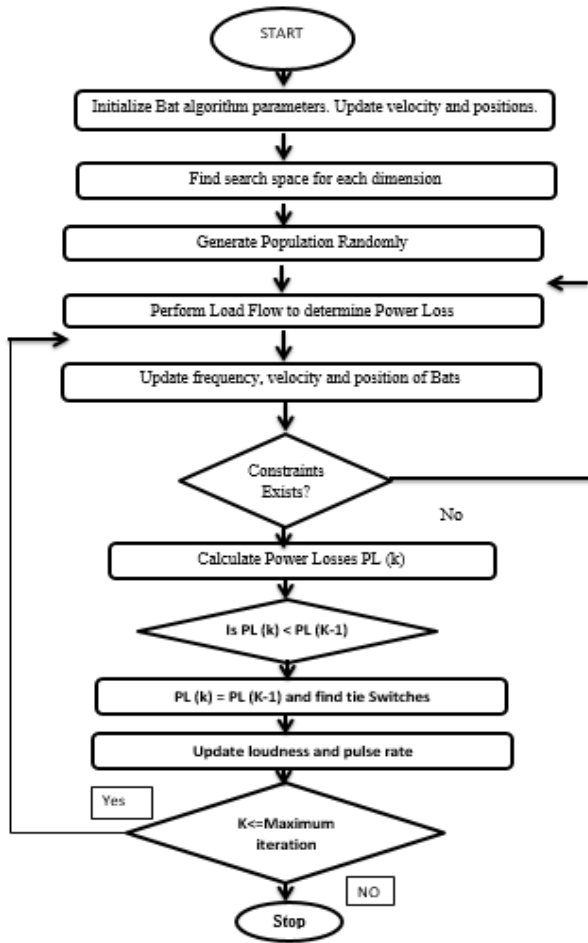 START
Initialize Bat algorithm parameters. Update velocity and positions.
Find search space for each dimension
Generate Population Randomly
Perform Load Flow to determine Power Loss
Update frequency, velocity and position of Bats
Constraints
Exists?
No
Calculate Power Losses PL (k)
Is PL (k) < PL (K-1)
PL (k) = PL (K-1) and find tie Switches
Update loudness and pulse rate
Yes
K<=Maximum
iteration
NO
Stop